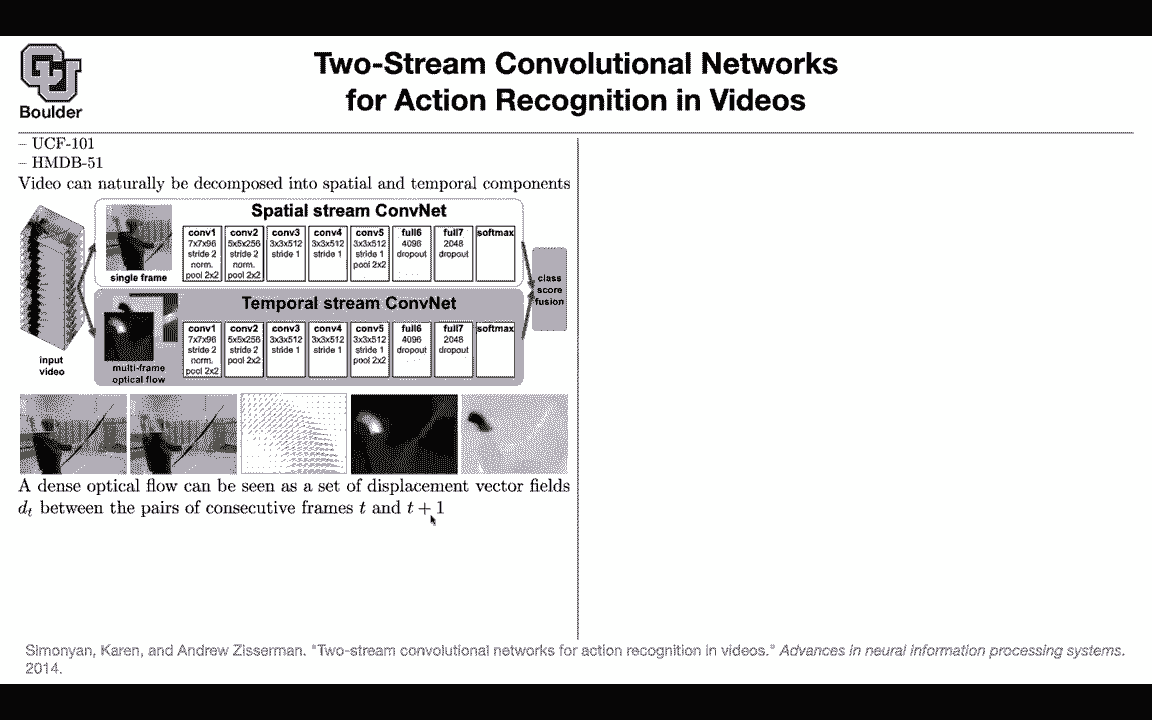 Boulder
Two-Stream Convolutional Networks
for Action Recognition in Videos
– UCF-101
– HMDB-51
Video can naturally be decomposed into spatial and temporal components
Spatial stream ConvNet
single frame
conv1
7x7x96
stride 2
norm.
pool 2x2
conv2
5x5x256
stride 2
norm.
pool 2x2
conv3
3x3x512
stride 1
conv4
3x3x512
stride 1
conv5
3x3x512
stride 1
pool 2x2
full6
4096
dropout
full7
2048
dropout
softmax
Temporal stream ConvNet
input
video
multi-frame
optical flow
conv1
7x7x96
stride 2
norm.
pool 2x2
conv2
5x5x256
stride 2
pool 2x2
conv3
3x3x512
stride 1
conv4
3x3x512
stride 1
conv5
3x3x512
stride 1
pool 2x2
full6
4096
dropout
full7
2048
dropout
softmax
class
score
fusion
A dense optical flow can be seen as a set of displacement vector fields
dₜ between the pairs of consecutive frames t and t + 1
Simonyan, Karen, and Andrew Zisserman. "Two-stream convolutional networks for action recognition in videos." Advances in neural information processing systems.
2014.